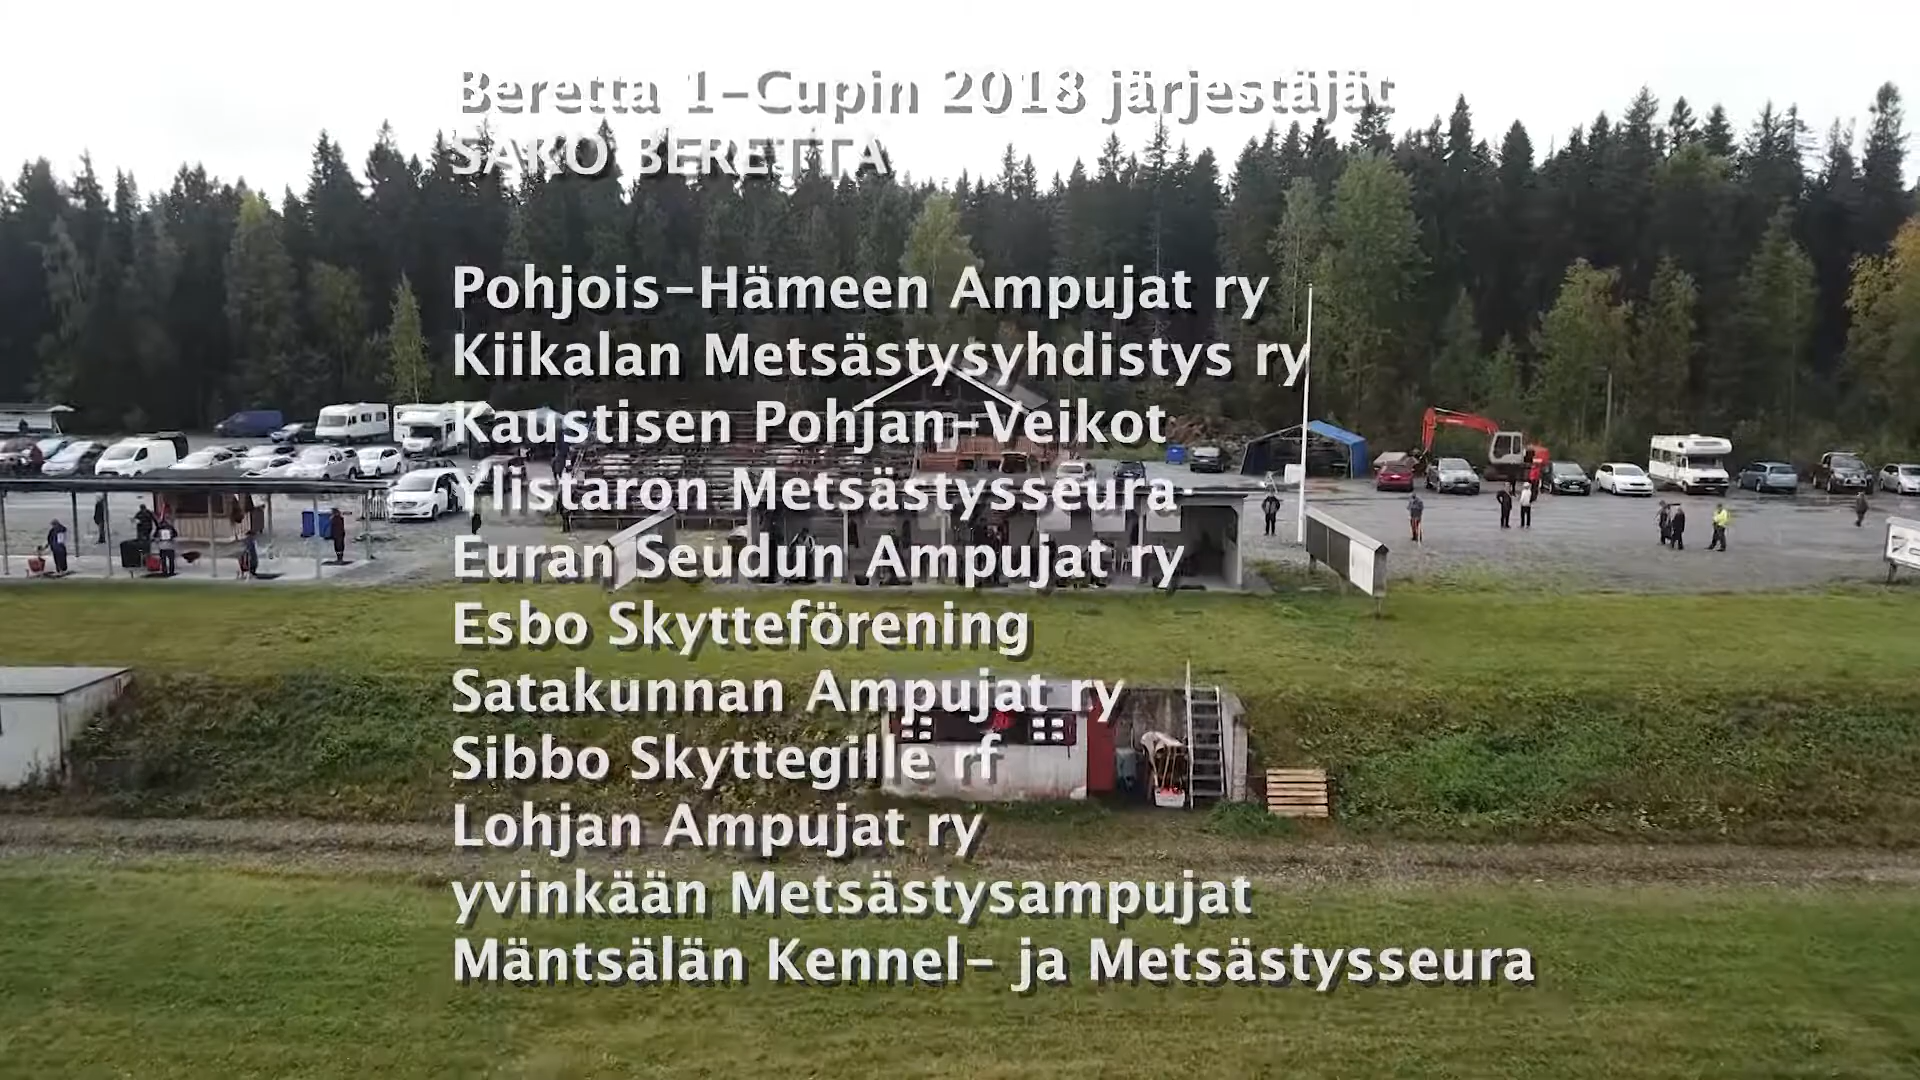 Beretta 1-Cupin 2018 järjestäjät
SAKO BERETTA
Pohjois-Hämeen Ampujat ry
Kiikalan Metsästysyhdistys ry
Kaustisen Pohjan-Veikot
Ylistaron Metsästysseura
Euran Seudun Ampujat ry
Esbo Skytteförening
Satakunnan Ampujat ry
Sibbo Skyttegille rf
Lohjan Ampujat ry
yvinkään Metsästysampujat
Mäntsälän Kennel- ja Metsästysseura